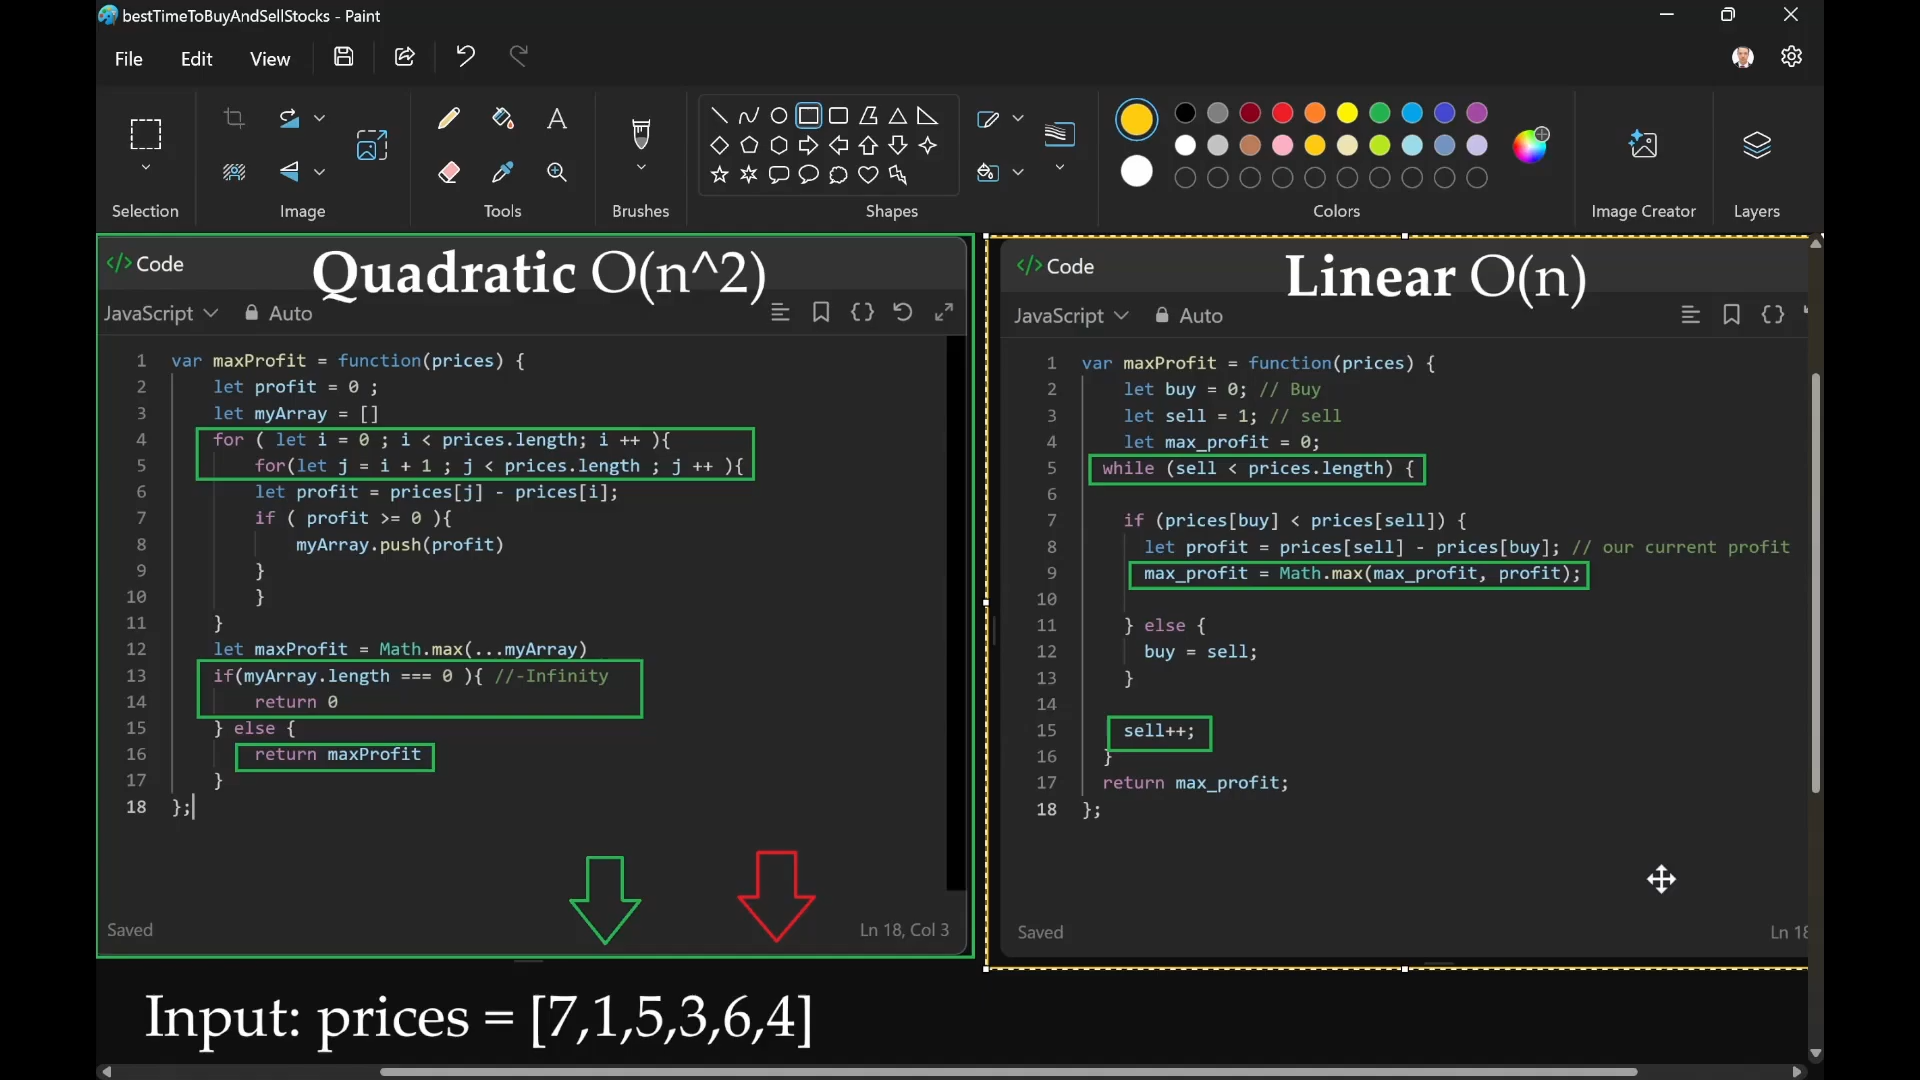 bestTimeToBuyAndSellStocks - Paint
File Edit View
Selection Image Tools Brushes Shapes Colors Image Creator Layers
</> Code
Quadratic O(n^2)
JavaScript Auto
1 var maxProfit = function(prices) {
2 let profit = 0 ;
3 let myArray = []
4 for ( let i = 0 ; i < prices.length; i ++ ){
5 for(let j = i + 1 ; j < prices.length ; j ++ ){
6 let profit = prices[j] - prices[i];
7 if ( profit >= 0 ){
8 myArray.push(profit)
9 }
10 }
11 }
12 let maxProfit = Math.max(...myArray)
13 if(myArray.length === 0 ){ //-Infinity
14 return 0
15 } else {
16 return maxProfit
17 }
18 };
Saved Ln 18, Col 3
</> Code
Linear O(n)
JavaScript Auto
1 var maxProfit = function(prices) {
2 let buy = 0; // Buy
3 let sell = 1; // sell
4 let max_profit = 0;
5 while (sell < prices.length) {
6
7 if (prices[buy] < prices[sell]) {
8 let profit = prices[sell] - prices[buy]; // our current profit
9 max_profit = Math.max(max_profit, profit);
10
11 } else {
12 buy = sell;
13 }
14
15 sell++;
16 }
17 return max_profit;
18 };
Saved Ln 18
Input: prices = [7,1,5,3,6,4]